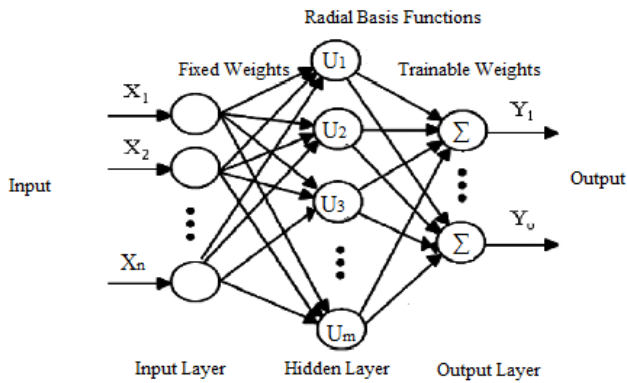 Radial Basis Functions
Fixed Weights
Trainable Weights
X1
X2
Xn
Input
U1
U2
U3
Um
Σ
Σ
Y1
Yo
Output
Input Layer
Hidden Layer
Output Layer